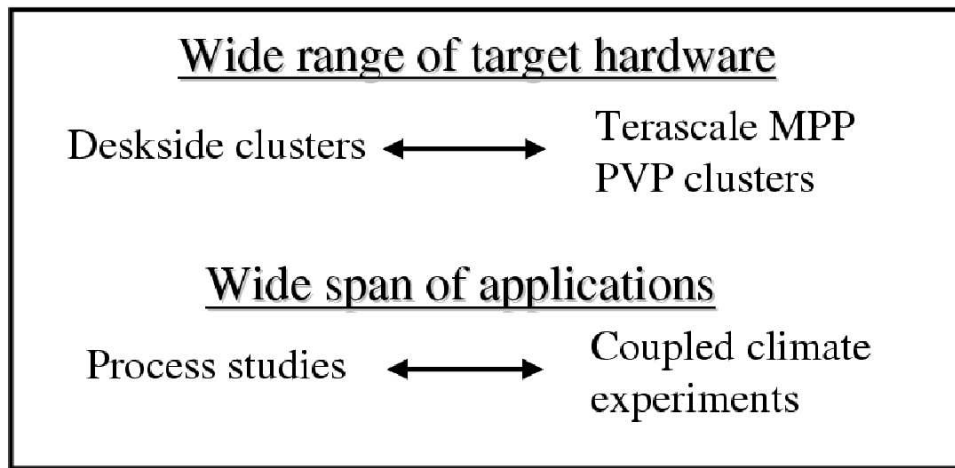 Wide range of target hardware
Deskside clusters
Terascale MPP
PVP clusters
Wide span of applications
Process studies
Coupled climate
experiments